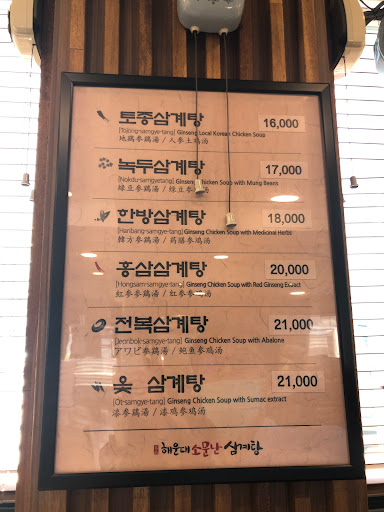 토종삼계탕 16,000
[Tojong-samgye-tang] Ginseng Local Korean Chicken Soup
地鶏参鶏湯 / 人参土鸡汤
녹두삼계탕 17,000
[Nokdu-samgyetang] Ginseng Chicken Soup with Mung Beans
緑豆参鶏湯 / 绿豆参鸡汤
한방삼계탕 18,000
[Hanbang-samgye-tang] Ginseng Chicken Soup with Medicinal Herbs
韓方参鶏湯 / 药膳参鸡汤
홍삼삼계탕 20,000
[Hongsam-samgye-tang] Ginseng Chicken Soup with Red Ginseng Extract
紅参参鶏湯 / 红参参鸡汤
전복삼계탕 21,000
[Jeonbok-samgye-tang] Ginseng Chicken Soup with Abalone
アワビ参鶏湯 / 鲍鱼参鸡汤
옻 삼계탕 21,000
[Ot-samgye-tang] Ginseng Chicken Soup with Sumac extract
漆参鶏湯 / 漆鸡参鸡汤
해운대 소문난 삼계탕